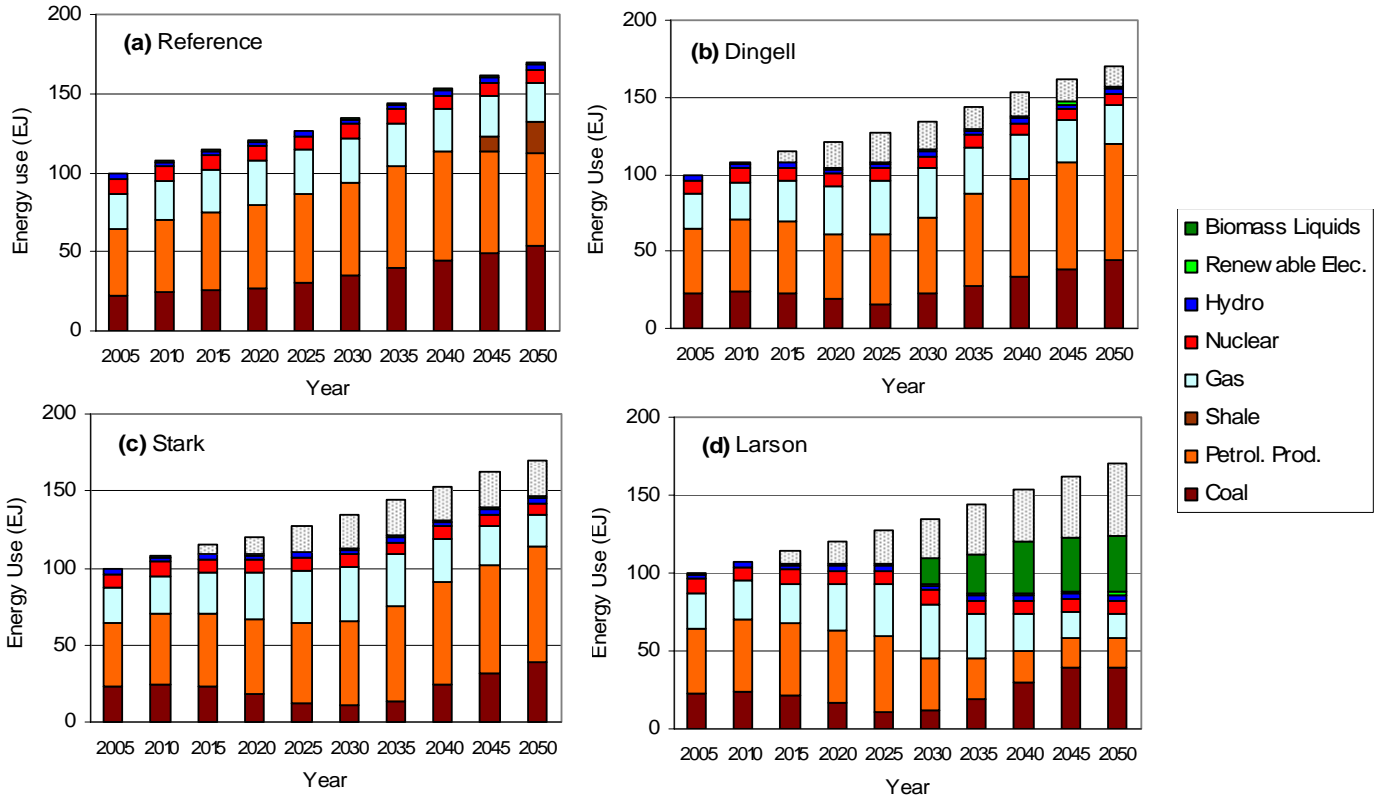 (a) Reference
Energy use (EJ)
200
150
100
50
0
2005 2010 2015 2020 2025 2030 2035 2040 2045 2050
Year
(b) Dingell
Energy Use (EJ)
200
150
100
50
0
2005 2010 2015 2020 2025 2030 2035 2040 2045 2050
Year
(c) Stark
Energy Use (EJ)
200
150
100
50
0
2005 2010 2015 2020 2025 2030 2035 2040 2045 2050
Year
(d) Larson
Energy Use (EJ)
200
150
100
50
0
2005 2010 2015 2020 2025 2030 2035 2040 2045 2050
Year
Biomass Liquids
Renewable Elec.
Hydro
Nuclear
Gas
Shale
Petrol. Prod.
Coal